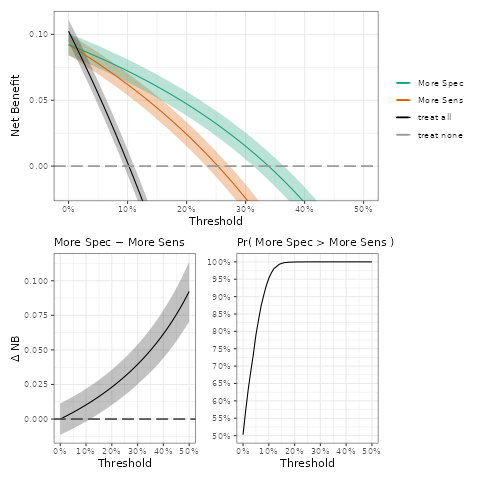 0.10
0.05
0.00
Net Benefit
0% 10% 20% 30% 40% 50%
Threshold
More Spec
More Sens
treat all
treat none
More Spec − More Sens
0.100
0.075
0.050
0.025
0.000
Δ NB
0% 10% 20% 30% 40% 50%
Threshold
Pr( More Spec > More Sens )
100%
95%
90%
85%
80%
75%
70%
65%
60%
55%
50%
0% 10% 20% 30% 40% 50%
Threshold